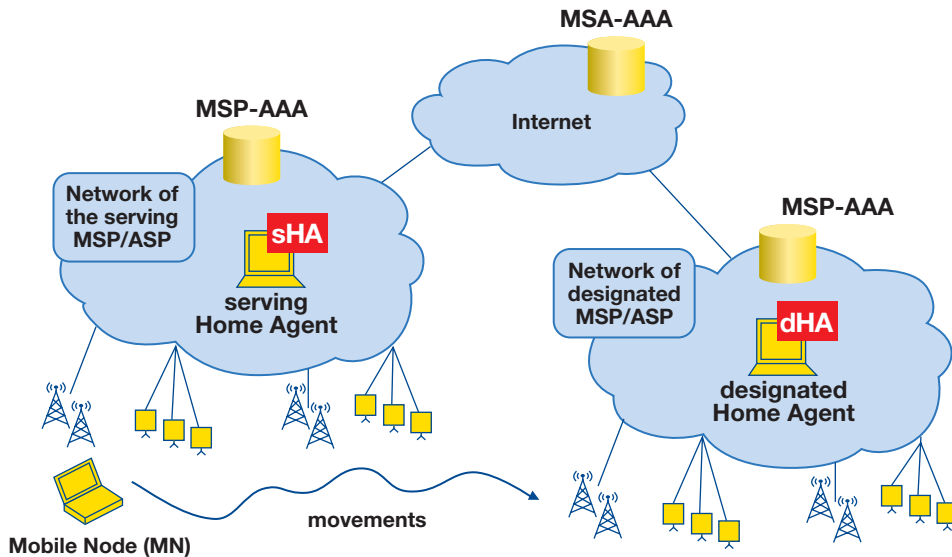 MSA-AAA
Internet
MSP-AAA
Network of
the serving
MSP/ASP
sHA
serving
Home Agent
MSP-AAA
Network of
designated
MSP/ASP
dHA
designated
Home Agent
movements
Mobile Node (MN)